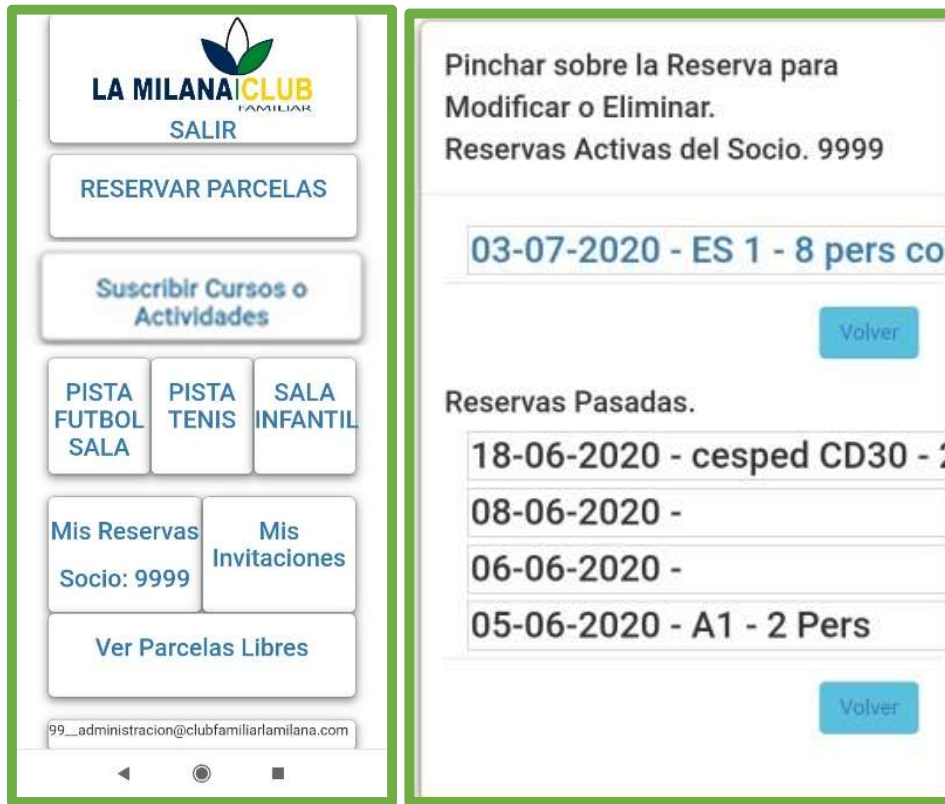 LA MILANA CLUB
FAMILIAR
SALIR
RESERVAR PARCELAS
Suscribir Cursos o
Actividades
PISTA
FUTBOL
SALA
PISTA
TENIS
SALA
INFANTIL
Mis Reservas
Socio: 9999
Mis
Invitaciones
Ver Parcelas Libres
99__administracion@clubfamiliarlamilana.com
Pinchar sobre la Reserva para
Modificar o Eliminar.
Reservas Activas del Socio. 9999
03-07-2020 - ES 1 - 8 pers co
Volver
Reservas Pasadas.
18-06-2020 - cesped CD30 - 2
08-06-2020 -
06-06-2020 -
05-06-2020 - A1 - 2 Pers
Volver